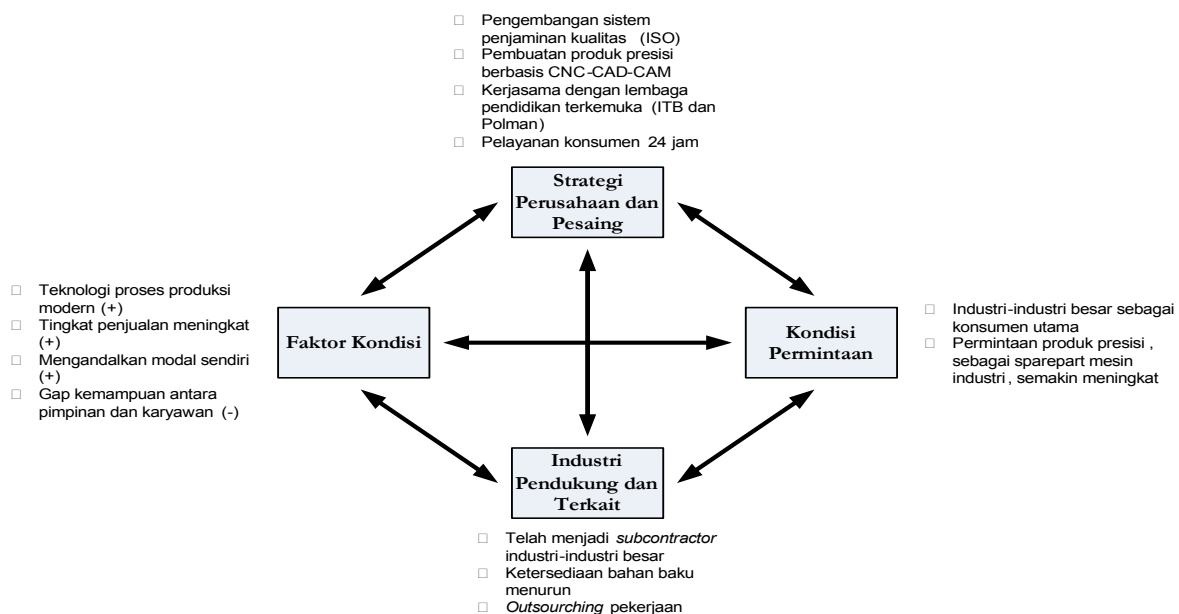 □ Pengembangan sistem
penjaminan kualitas (ISO)
□ Pembuatan produk presisi
berbasis CNC-CAD-CAM
□ Kerjasama dengan lembaga
pendidikan terkemuka (ITB dan
Polman)
□ Pelayanan konsumen 24 jam
Strategi
Perusahaan dan
Pesaing
□ Teknologi proses produksi
modern (+)
□ Tingkat penjualan meningkat
(+)
□ Mengandalkan modal sendiri
(+)
□ Gap kemampuan antara
pimpinan dan karyawan (-)
Faktor Kondisi
Kondisi
Permintaan
□ Industri-industri besar sebagai
konsumen utama
□ Permintaan produk presisi ,
sebagai sparepart mesin
industri , semakin meningkat
Industri
Pendukung dan
Terkait
□ Telah menjadi subcontractor
industri-industri besar
□ Ketersediaan bahan baku
menurun
□ Outsourching pekerjaan